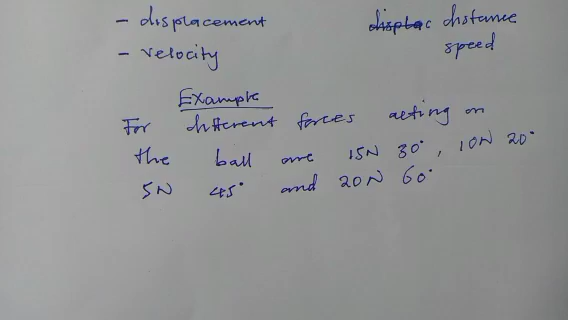 - displacement distance
- velocity speed
Example
For different forces acting on
the ball are 15N 30°, 10N 20°
5N 45° and 20N 60°